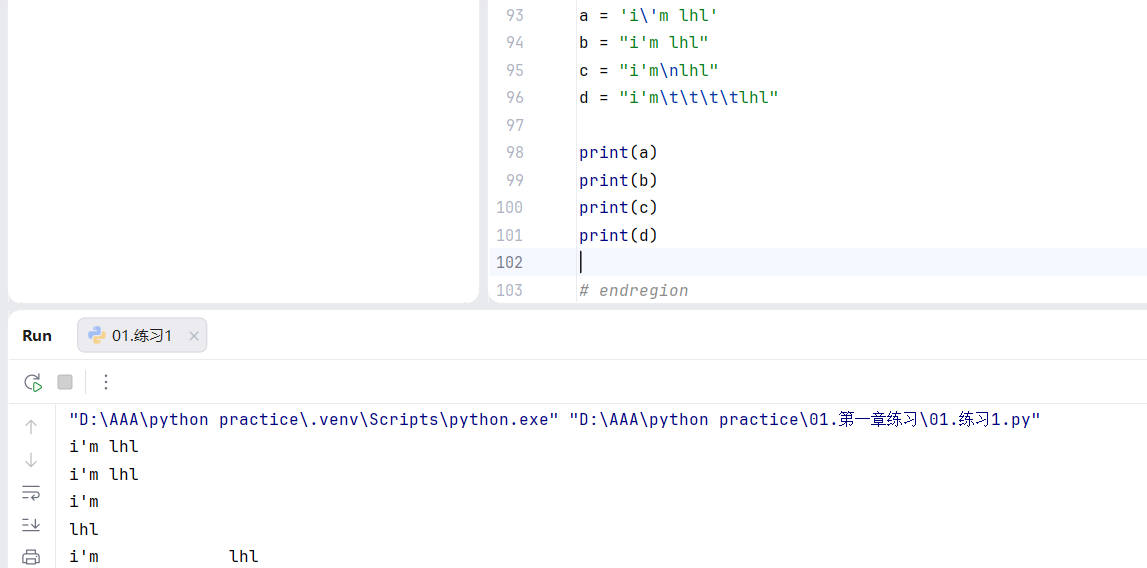 93 a = 'i\'m lhl'
94 b = "i'm lhl"
95 c = "i'm\nlhl"
96 d = "i'm\t\t\t\tlhl"
97
98 print(a)
99 print(b)
100 print(c)
101 print(d)
102
103 # endregion
Run 01.练习1 ×
"D:\AAA\python practice\.venv\Scripts\python.exe" "D:\AAA\python practice\01.第一章练习\01.练习1.py"
i'm lhl
i'm lhl
i'm
lhl
i'm             lhl